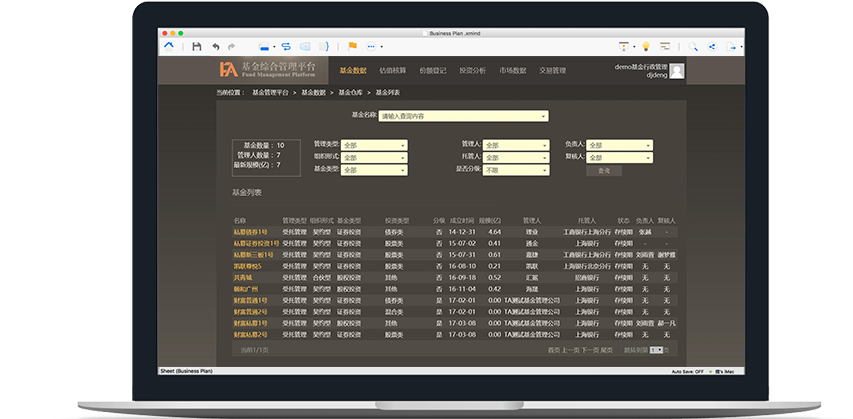 Business Plan .xmind
基金综合管理平台
Fund Management Platform
基金数据 估值核算 份额登记 投资分析 市场数据 交易管理
demo基金行政管理
djdeng
当前位置： 基金管理平台 > 基金数据 > 基金仓库 > 基金列表
基金名称: 请输入查询内容
基金数量： 10
管理人数量： 7
最新规模(亿)： 7
管理类型: 全部 管理人: 全部 负责人: 全部
组织形式: 全部 托管人: 全部 复核人: 全部
基金类型: 全部 是否分级: 不限 查询
基金列表
名称 管理类型 组织形式 基金类型 投资类型 分级 成立时间 规模(亿) 管理人 托管人 状态 负责人 复核人
私募债券1号 受托管理 契约型 证券投资 债券类 否 14-12-31 4.64 理业 工商银行上海分行 存续期 张越 -
私募证券投资1号 受托管理 契约型 证券投资 股票类 否 15-07-02 0.41 通金 上海银行 存续期 - -
私募新三板1号 受托管理 契约型 证券投资 股票类 否 15-07-31 0.61 嘉捷 工商银行上海分行 存续期 刘雨萱 谢梦雅
凯联尊悦5 受托管理 契约型 证券投资 股票类 否 16-08-10 0.21 凯联 上海银行北京分行 存续期 无 无
共青城 受托管理 合伙型 股权投资 其他 否 16-09-18 0.52 汇富 招商银行 存续期 无 无
颐和广州 受托管理 契约型 股权投资 其他 否 16-11-04 0.42 海晟 上海银行 存续期 无 无
财富普通1号 受托管理 契约型 证券投资 债券类 是 17-02-01 0.00 TA测试基金管理公司 上海银行 存续期 无 无
财富普通2号 受托管理 契约型 证券投资 混合类 是 17-02-01 0.00 TA测试基金管理公司 上海银行 存续期 无 无
财富私募1号 受托管理 契约型 股权投资 其他 是 17-03-08 0.00 TA测试基金管理公司 上海银行 存续期 刘雨萱 郝一凡
财富私募2号 受托管理 契约型 证券投资 股票类 是 17-03-08 0.00 TA测试基金管理公司 上海银行 存续期 无 无
当前1/1页 首页 上一页 下一页 尾页 跳转到第 1 页
Sheet (Business Plan) Auto Save: OFF 's iMac